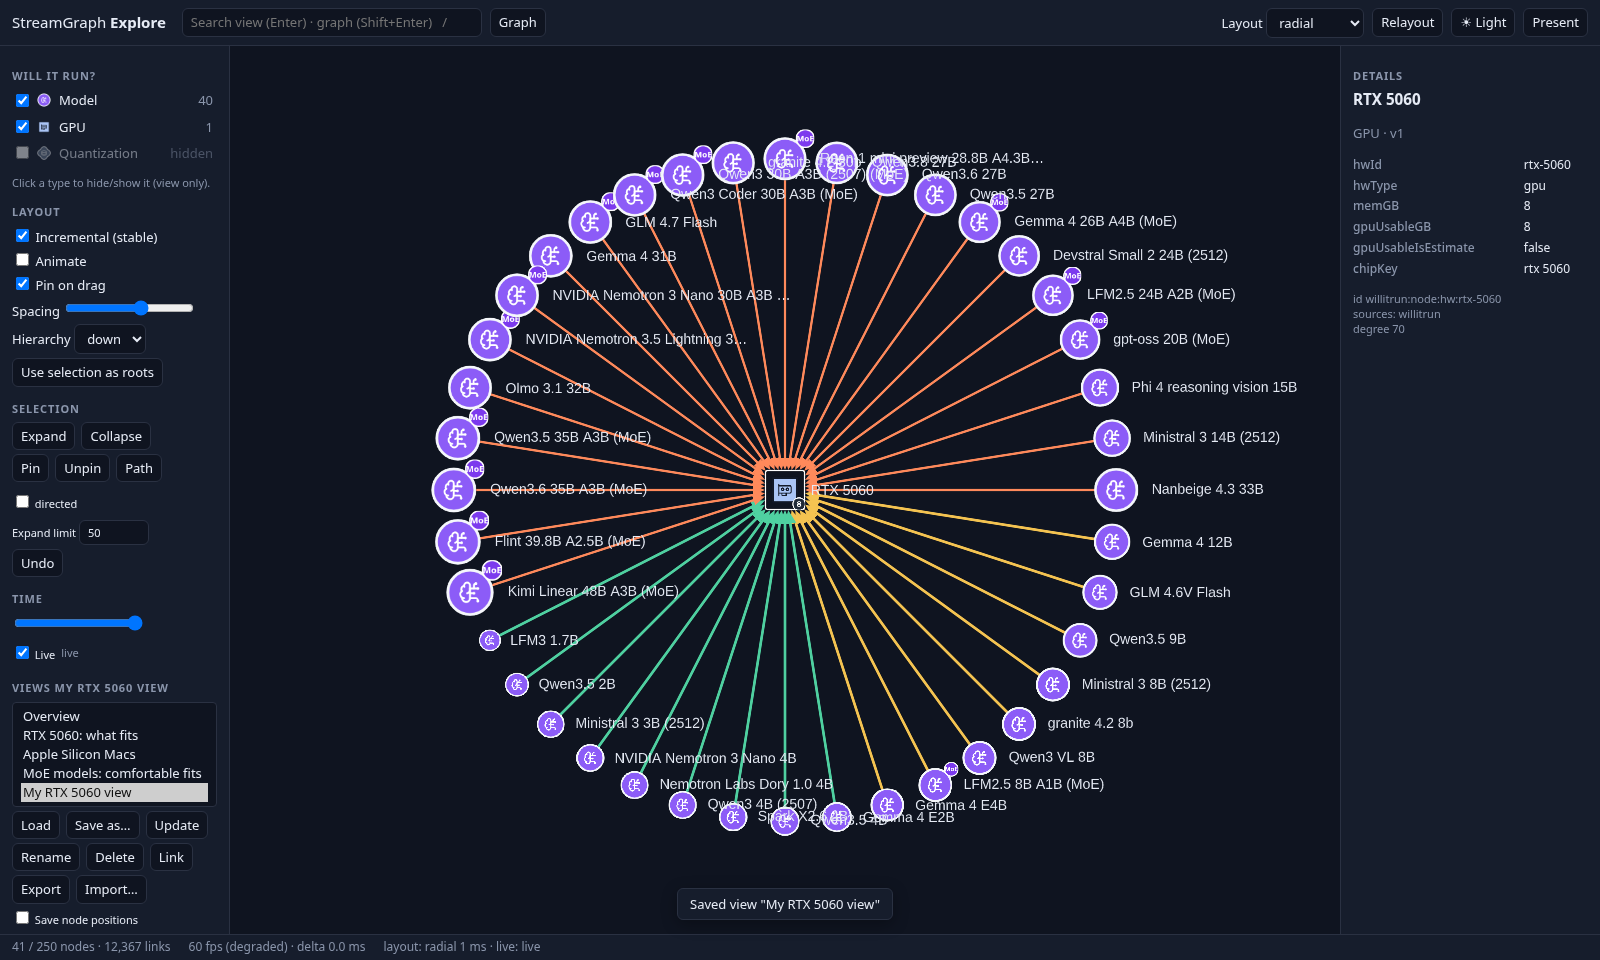 StreamGraph Explore
Search view (Enter) · graph (Shift+Enter) /
Graph
Layout radial
Relayout
☀ Light
Present
WILL IT RUN?
Model 40
GPU 1
Quantization hidden
Click a type to hide/show it (view only).
LAYOUT
Incremental (stable)
Animate
Pin on drag
Spacing
Hierarchy down
Use selection as roots
SELECTION
Expand Collapse
Pin Unpin Path
directed
Expand limit 50
Undo
TIME
Live live
VIEWS MY RTX 5060 VIEW
Overview
RTX 5060: what fits
Apple Silicon Macs
MoE models: comfortable fits
My RTX 5060 view
Load Save as... Update
Rename Delete Link
Export Import...
Save node positions
Qwen3.6 27B
Qwen3 Coder 30B A3B (MoE)
Qwen3.5 27B
GLM 4.7 Flash
Gemma 4 26B A4B (MoE)
Gemma 4 31B
Devstral Small 2 24B (2512)
NVIDIA Nemotron 3 Nano 30B A3B ...
LFM2.5 24B A2B (MoE)
NVIDIA Nemotron 3.5 Lightning 3...
gpt-oss 20B (MoE)
Olmo 3.1 32B
Phi 4 reasoning vision 15B
Qwen3.5 35B A3B (MoE)
Ministral 3 14B (2512)
Qwen3.6 35B A3B (MoE)
RTX 5060
Nanbeige 4.3 33B
Flint 39.8B A2.5B (MoE)
Gemma 4 12B
Kimi Linear 48B A3B (MoE)
GLM 4.6V Flash
LFM3 1.7B
Qwen3.5 9B
Qwen3.5 2B
Ministral 3 8B (2512)
Ministral 3 3B (2512)
granite 4.2 8b
NVIDIA Nemotron 3 Nano 4B
Qwen3 VL 8B
Nemotron Labs Dory 1.0 4B
LFM2.5 8B A1B (MoE)
Qwen3 4B (2507)
Gemma 4 E4B
Gemma 4 E2B
Saved view "My RTX 5060 view"
DETAILS
RTX 5060
GPU · v1
hwId rtx-5060
hwType gpu
memGB 8
gpuUsableGB 8
gpuUsableIsEstimate false
chipKey rtx 5060
id willitrun:node:hw:rtx-5060
sources: willitrun
degree 70
41 / 250 nodes · 12,367 links 60 fps (degraded) · delta 0.0 ms layout: radial 1 ms · live: live